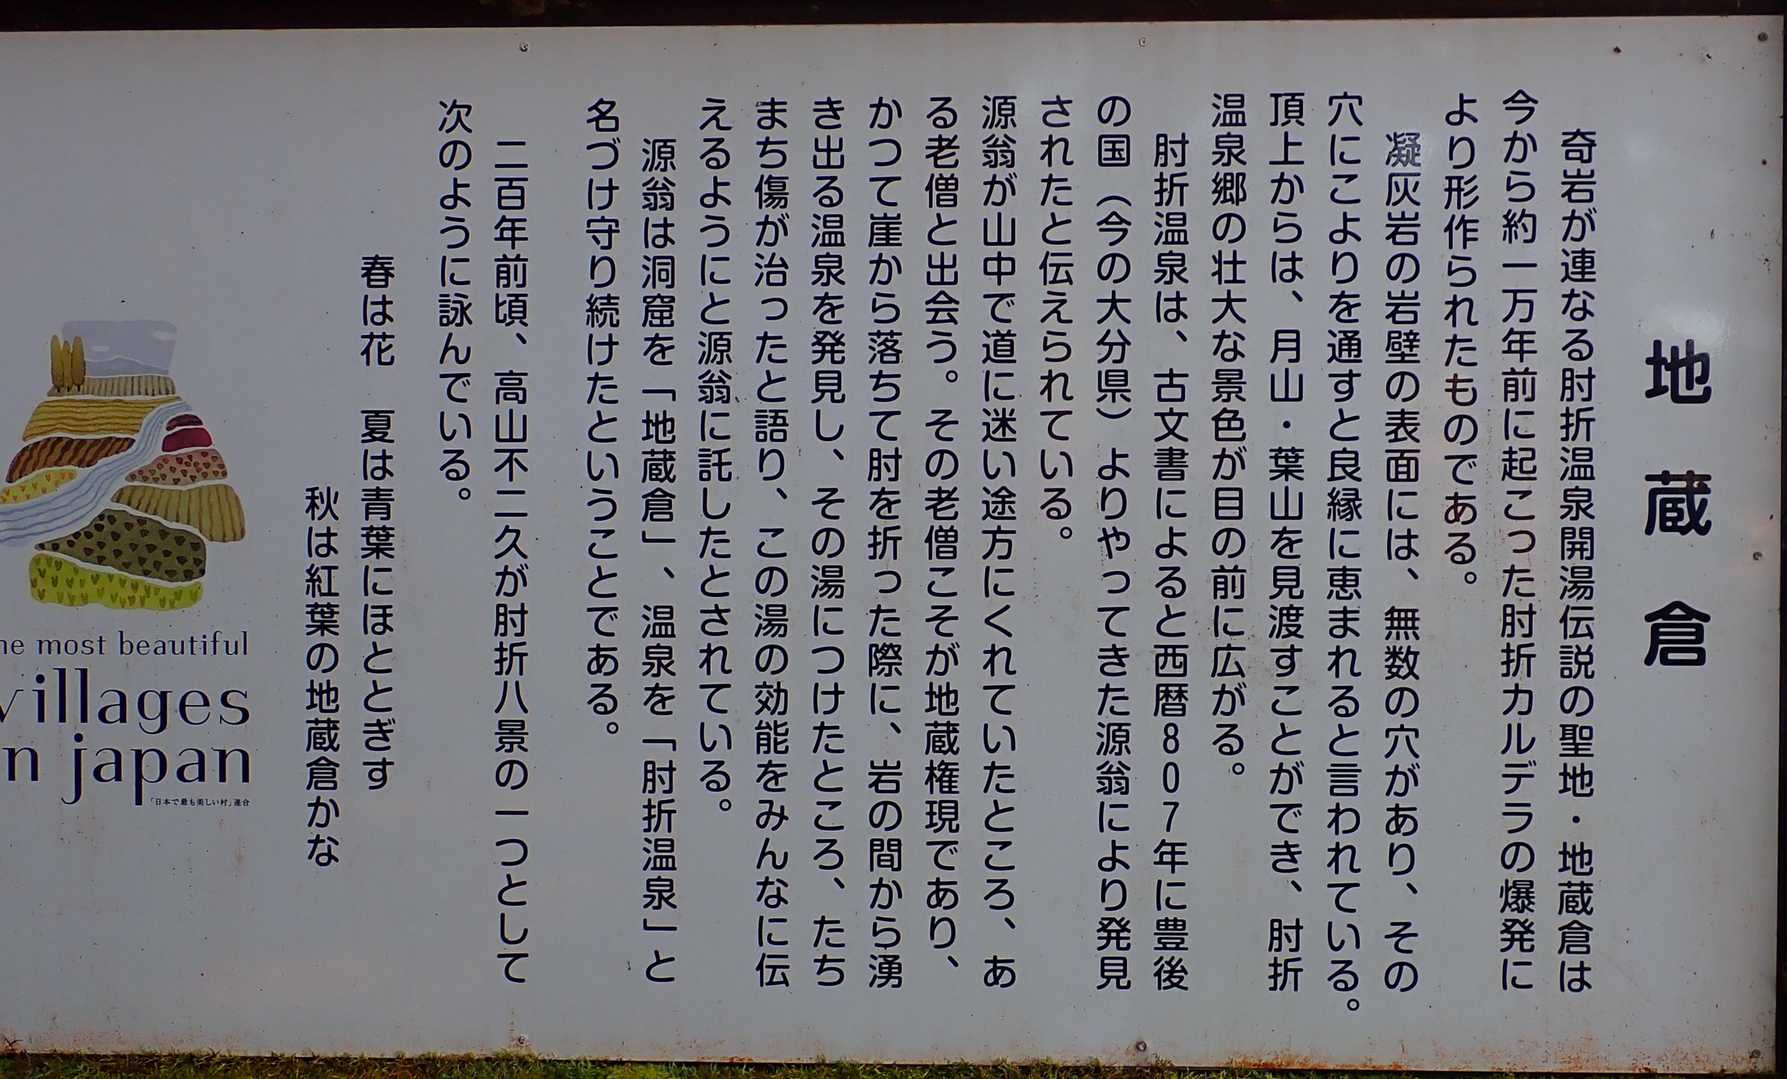 地蔵倉
奇岩が連なる肘折温泉開湯伝説の聖地・地蔵倉は
今から約一万年前に起こった肘折カルデラの爆発に
より形作られたものである。
凝灰岩の岩壁の表面には、無数の穴があり、その
穴にこよりを通すと良縁に恵まれると言われている。
頂上からは、月山・葉山を見渡すことができ、肘折
温泉郷の壮大な景色が目の前に広がる。
肘折温泉は、古文書によると西暦807年に豊後
の国（今の大分県）よりやってきた源翁により発見
されたと伝えられている。
源翁が山中で道に迷い途方にくれていたところ、あ
る老僧と出会う。その老僧こそが地蔵権現であり、
かつて崖から落ちて肘を折った際に、岩の間から湧
き出る温泉を発見し、その湯につけたところ、たち
まち傷が治ったと語り、この湯の効能をみんなに伝
えるようにと源翁に託したとされている。
源翁は洞窟を「地蔵倉」、温泉を「肘折温泉」と
名づけ守り続けたということである。
二百年前頃、高山不二久が肘折八景の一つとして
次のように詠んでいる。
春は花　夏は青葉にほととぎす
秋は紅葉の地蔵倉かな
he most beautiful
villages
n japan
「日本で最も美しい村」連合